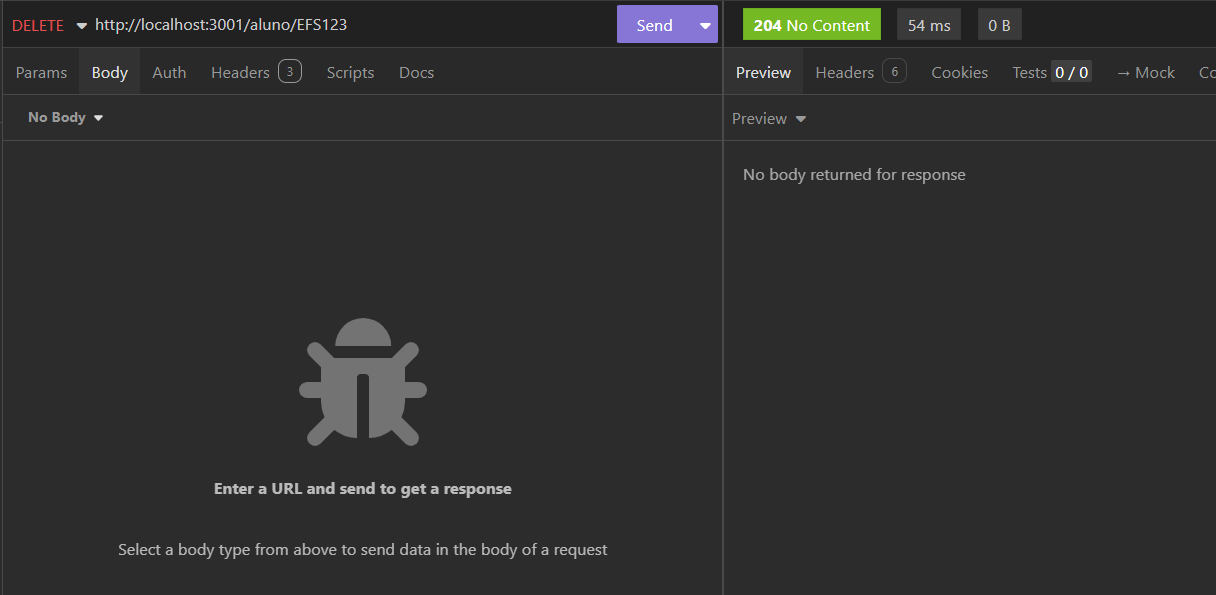 DELETE http://localhost:3001/aluno/EFS123 Send
Params Body Auth Headers 3 Scripts Docs
No Body
Enter a URL and send to get a response
Select a body type from above to send data in the body of a request
204 No Content 54 ms 0 B
Preview Headers 6 Cookies Tests 0 / 0 → Mock Co
Preview
No body returned for response